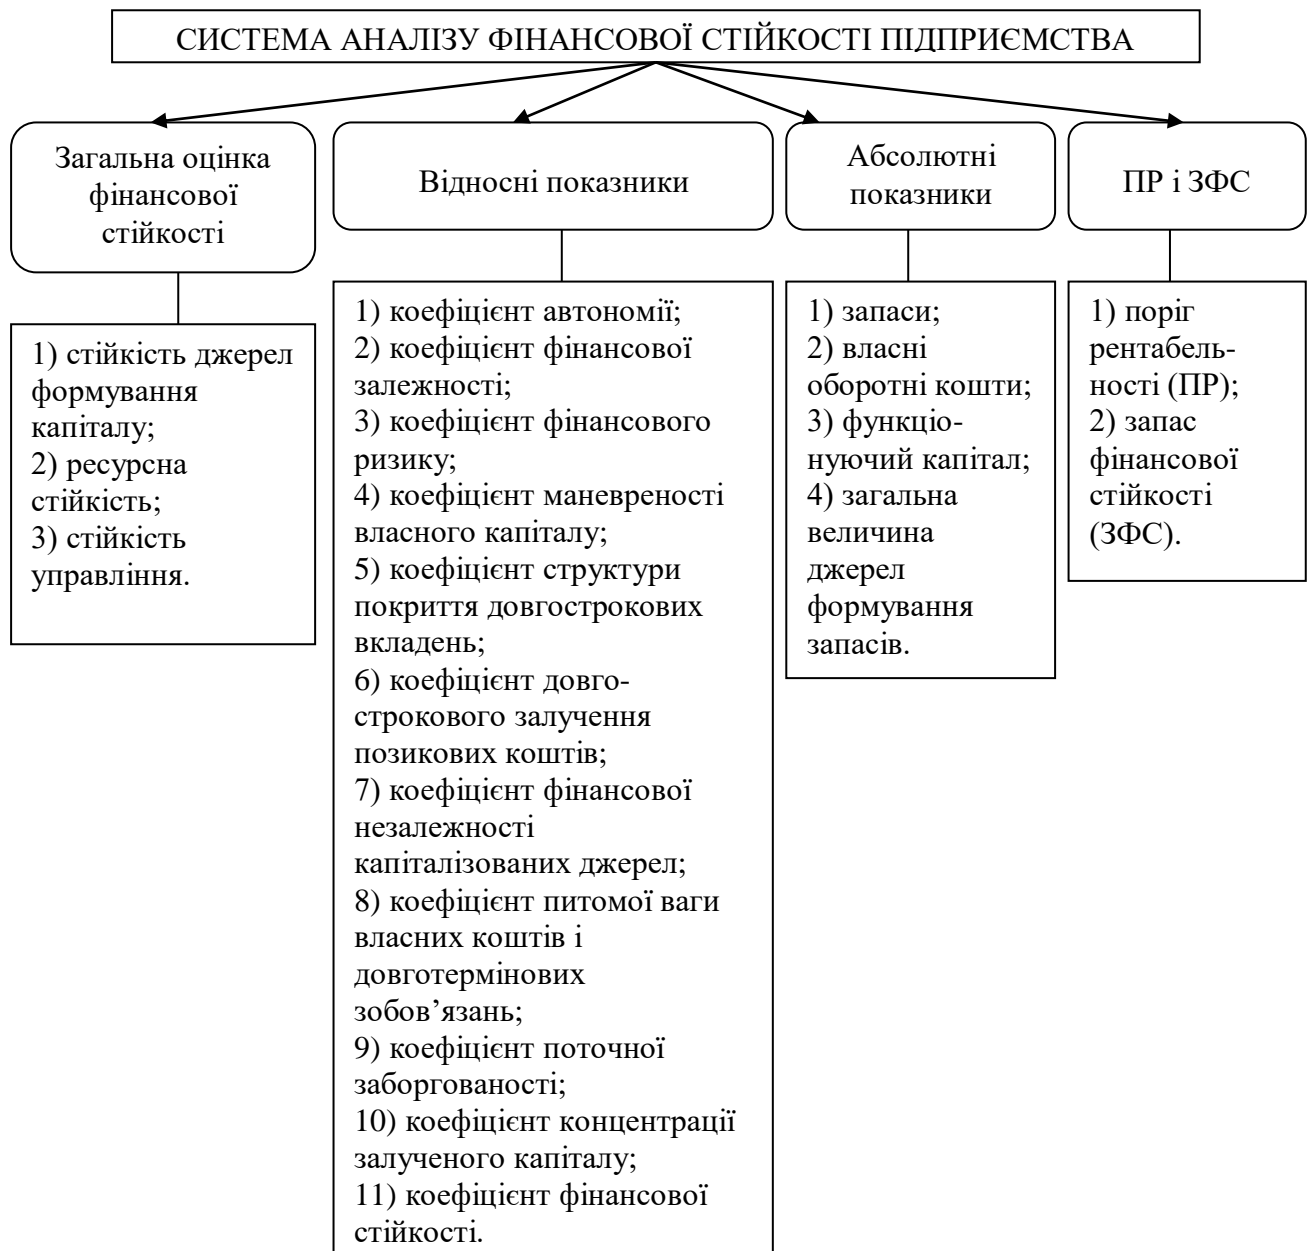 СИСТЕМА АНАЛІЗУ ФІНАНСОВОЇ СТІЙКОСТІ ПІДПРИЄМСТВА
Загальна оцінка
фінансової
стійкості
1) стійкість джерел
формування
капіталу;
2) ресурсна
стійкість;
3) стійкість
управління.
Відносні показники
1) коефіцієнт автономії;
2) коефіцієнт фінансової
залежності;
3) коефіцієнт фінансового
ризику;
4) коефіцієнт маневреності
власного капіталу;
5) коефіцієнт структури
покриття довгострокових
вкладень;
6) коефіцієнт довго-
строкового залучення
позикових коштів;
7) коефіцієнт фінансової
незалежності
капіталізованих джерел;
8) коефіцієнт питомої ваги
власних коштів і
довготермінових
зобов’язань;
9) коефіцієнт поточної
заборгованості;
10) коефіцієнт концентрації
залученого капіталу;
11) коефіцієнт фінансової
стійкості.
Абсолютні
показники
1) запаси;
2) власні
оборотні кошти;
3) функціо-
нуючий капітал;
4) загальна
величина
джерел
формування
запасів.
ПР і ЗФС
1) поріг
рентабель-
ності (ПР);
2) запас
фінансової
стійкості
(ЗФС).